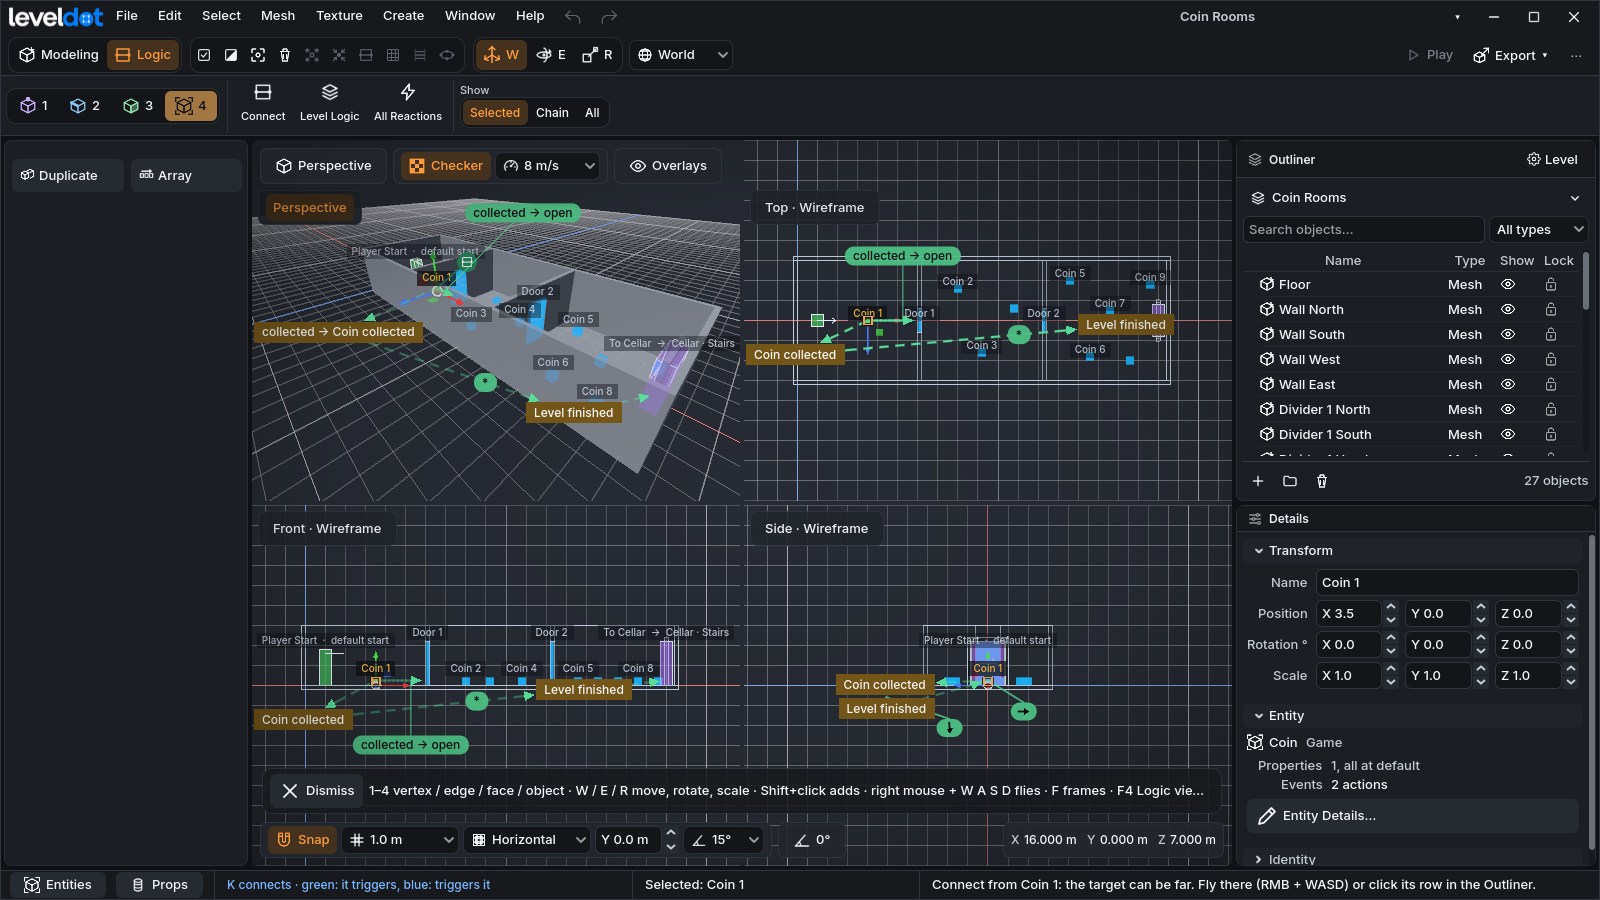 leveldot File Edit Select Mesh Texture Create Window Help Coin Rooms
Modeling Logic W E R World Play Export
1 2 3 4 Connect Level Logic All Reactions
Show
Selected Chain All
Duplicate Array
Perspective Checker 8 m/s Overlays
Perspective
collected → open
Player Start · default start
Coin 1
Door 2
Coin 3
Coin 4
Coin 5
collected → Coin collected
To Cellar → Cellar · Stairs
Coin 6
*
Coin 8
Level finished
Top · Wireframe
collected → open
Coin 2
Coin 5
Coin 9
Coin 7
Coin 1
Door 1
Door 2
Level finished
*
Coin 3
Coin 6
Coin collected
Front · Wireframe
Player Start · default start
Door 1
Door 2
To Cellar → Cellar · Stairs
Coin 1
Coin 2
Coin 4
Coin 5
Coin 8
Level finished
*
Coin collected
collected → open
Side · Wireframe
Player Start · default start
Coin 1
Coin collected
Level finished
Dismiss 1–4 vertex / edge / face / object · W / E / R move, rotate, scale · Shift+click adds · right mouse + W A S D flies · F frames · F4 Logic vie...
Snap 1.0 m Horizontal Y 0.0 m 15° 0° X 16.000 m Y 0.000 m Z 7.000 m
Outliner Level
Coin Rooms
Search objects... All types
Name Type Show Lock
Floor Mesh
Wall North Mesh
Wall South Mesh
Wall West Mesh
Wall East Mesh
Divider 1 North Mesh
Divider 1 South Mesh
27 objects
Details
Transform
Name Coin 1
Position X 3.5 Y 0.0 Z 0.0
Rotation ° X 0.0 Y 0.0 Z 0.0
Scale X 1.0 Y 1.0 Z 1.0
Entity
Coin Game
Properties 1, all at default
Events 2 actions
Entity Details...
Identity
Entities Props K connects · green: it triggers, blue: triggers it Selected: Coin 1 Connect from Coin 1: the target can be far. Fly there (RMB + WASD) or click its row in the Outliner.